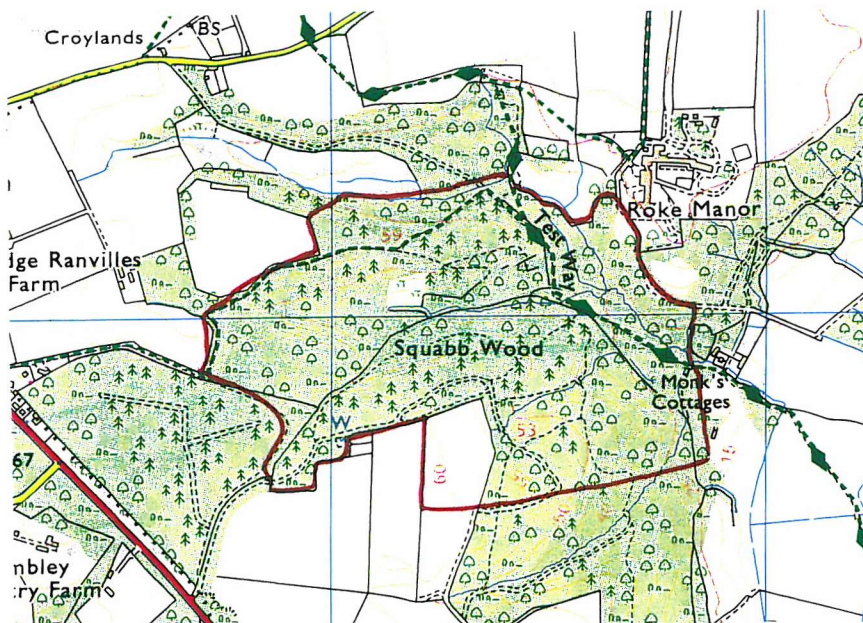 Croylands
BS
Roke Manor
Test Way
59
dge Ranvilles
Farm
Squabb Wood
Monk's
Cottages
W
53
60
67
mbley
ry Farm